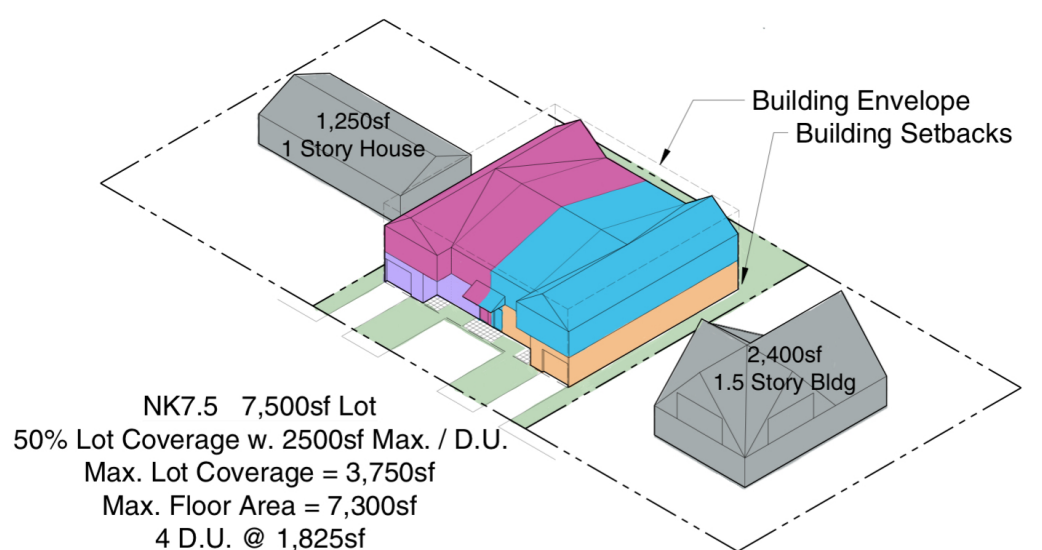 1,250sf
1 Story House
Building Envelope
Building Setbacks
2,400sf
1.5 Story Bldg
NK7.5 7,500sf Lot
50% Lot Coverage w. 2500sf Max. / D.U.
Max. Lot Coverage = 3,750sf
Max. Floor Area = 7,300sf
4 D.U. @ 1,825sf